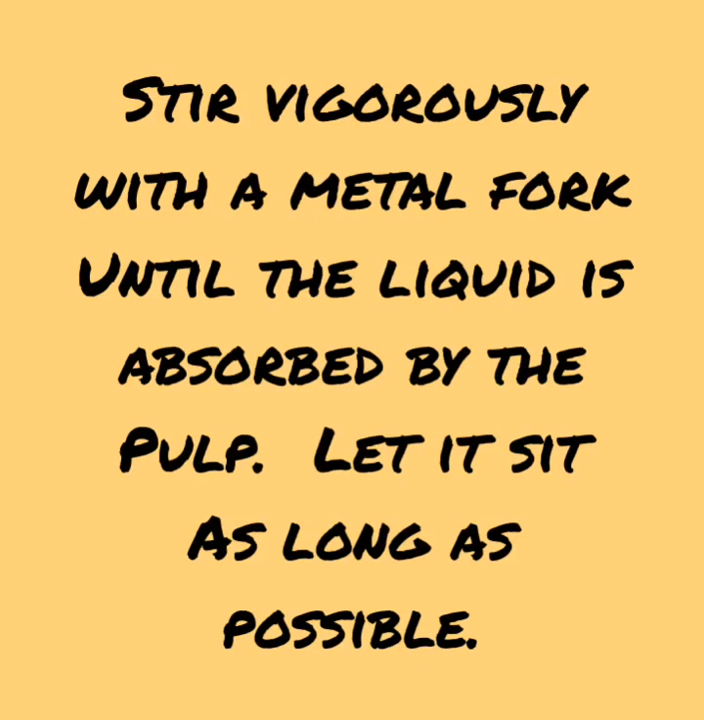 Stir vigorously
with a metal fork
Until the liquid is
absorbed by the
Pulp. Let it sit
As long as
possible.